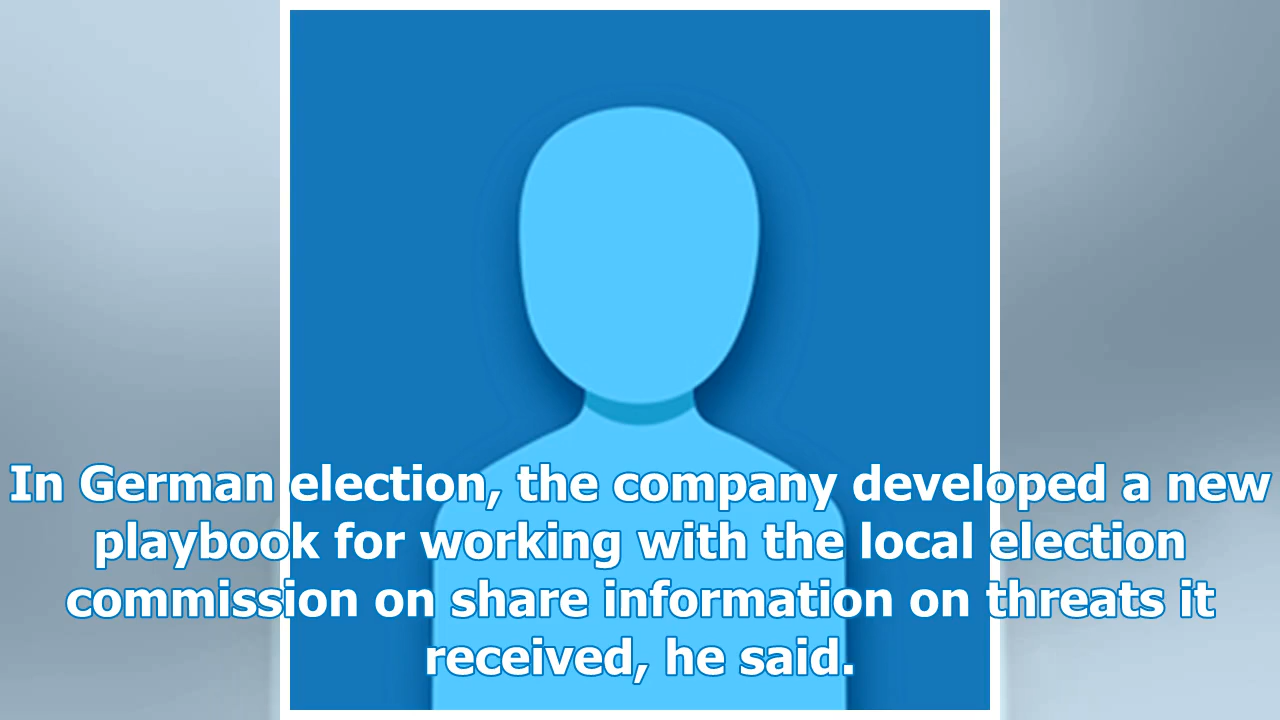 In German election, the company developed a new
playbook for working with the local election
commission on share information on threats it
received, he said.